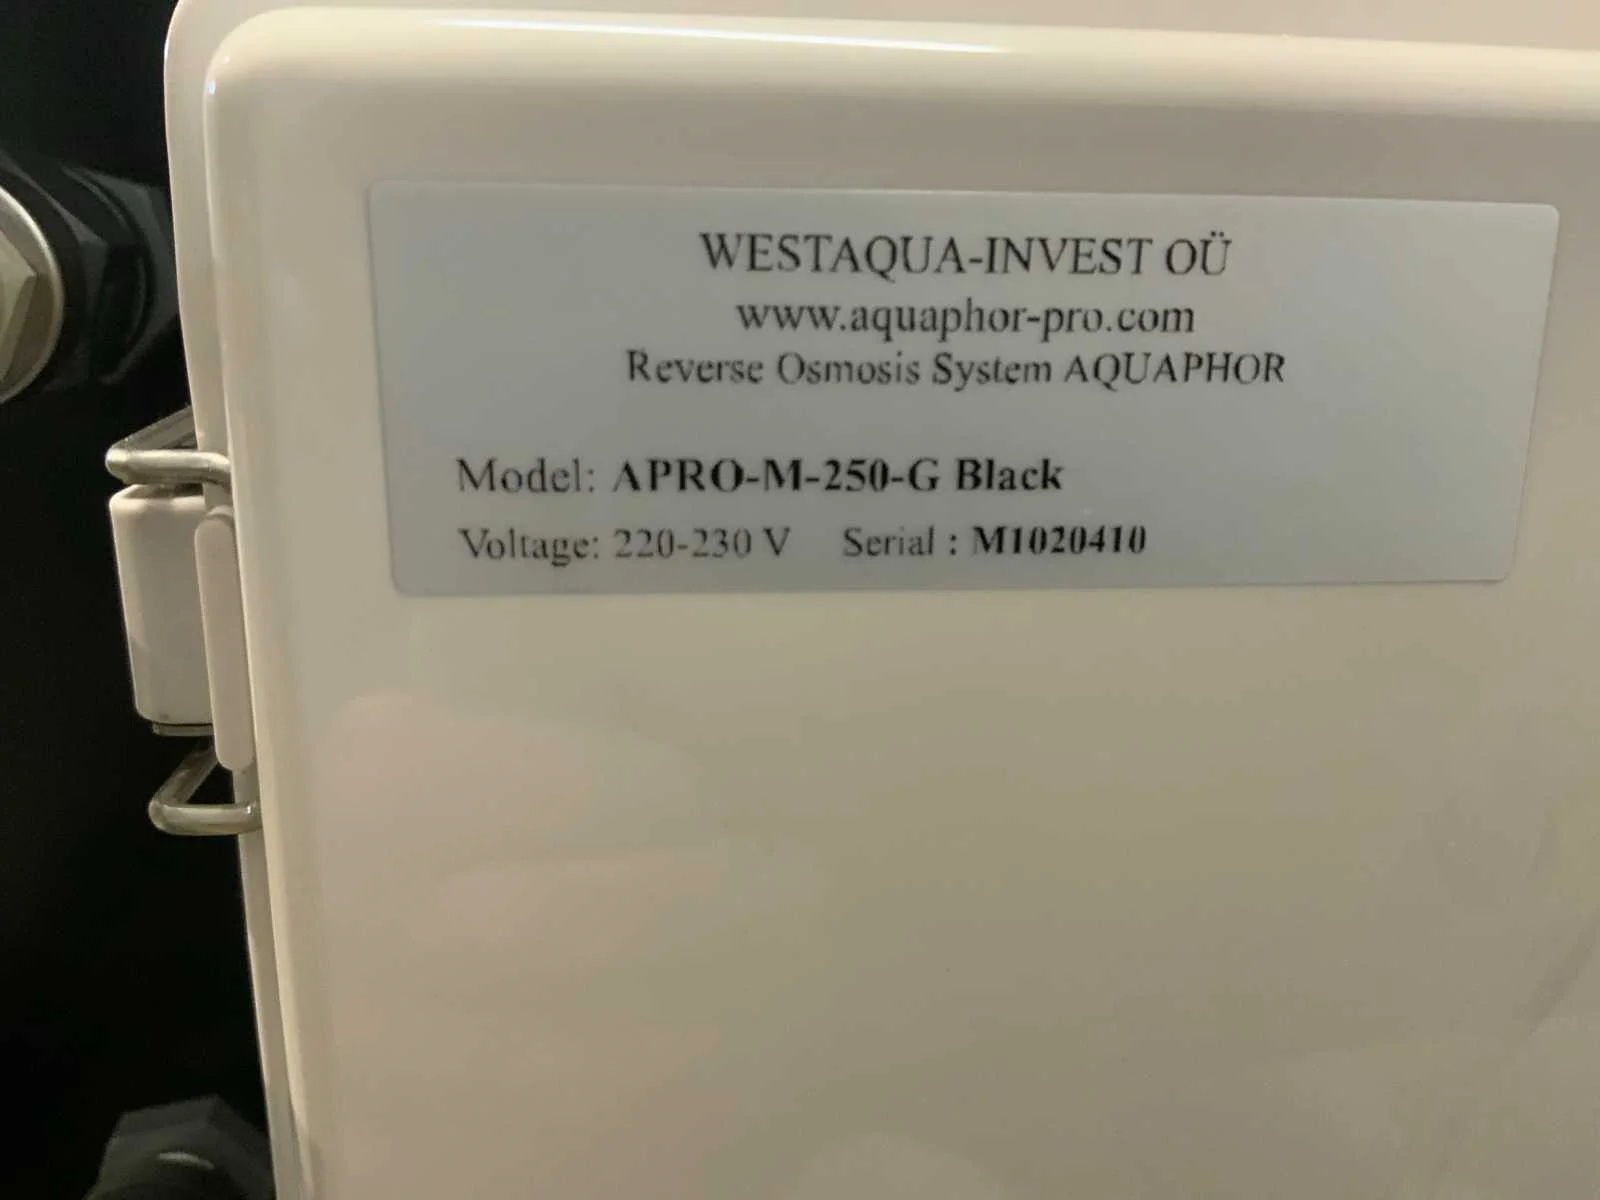 WESTAQUA-INVEST OÜ
www.aquaphor-pro.com
Reverse Osmosis System AQUAPHOR
Model: APRO-M-250-G Black
Voltage: 220-230 V Serial : M1020410